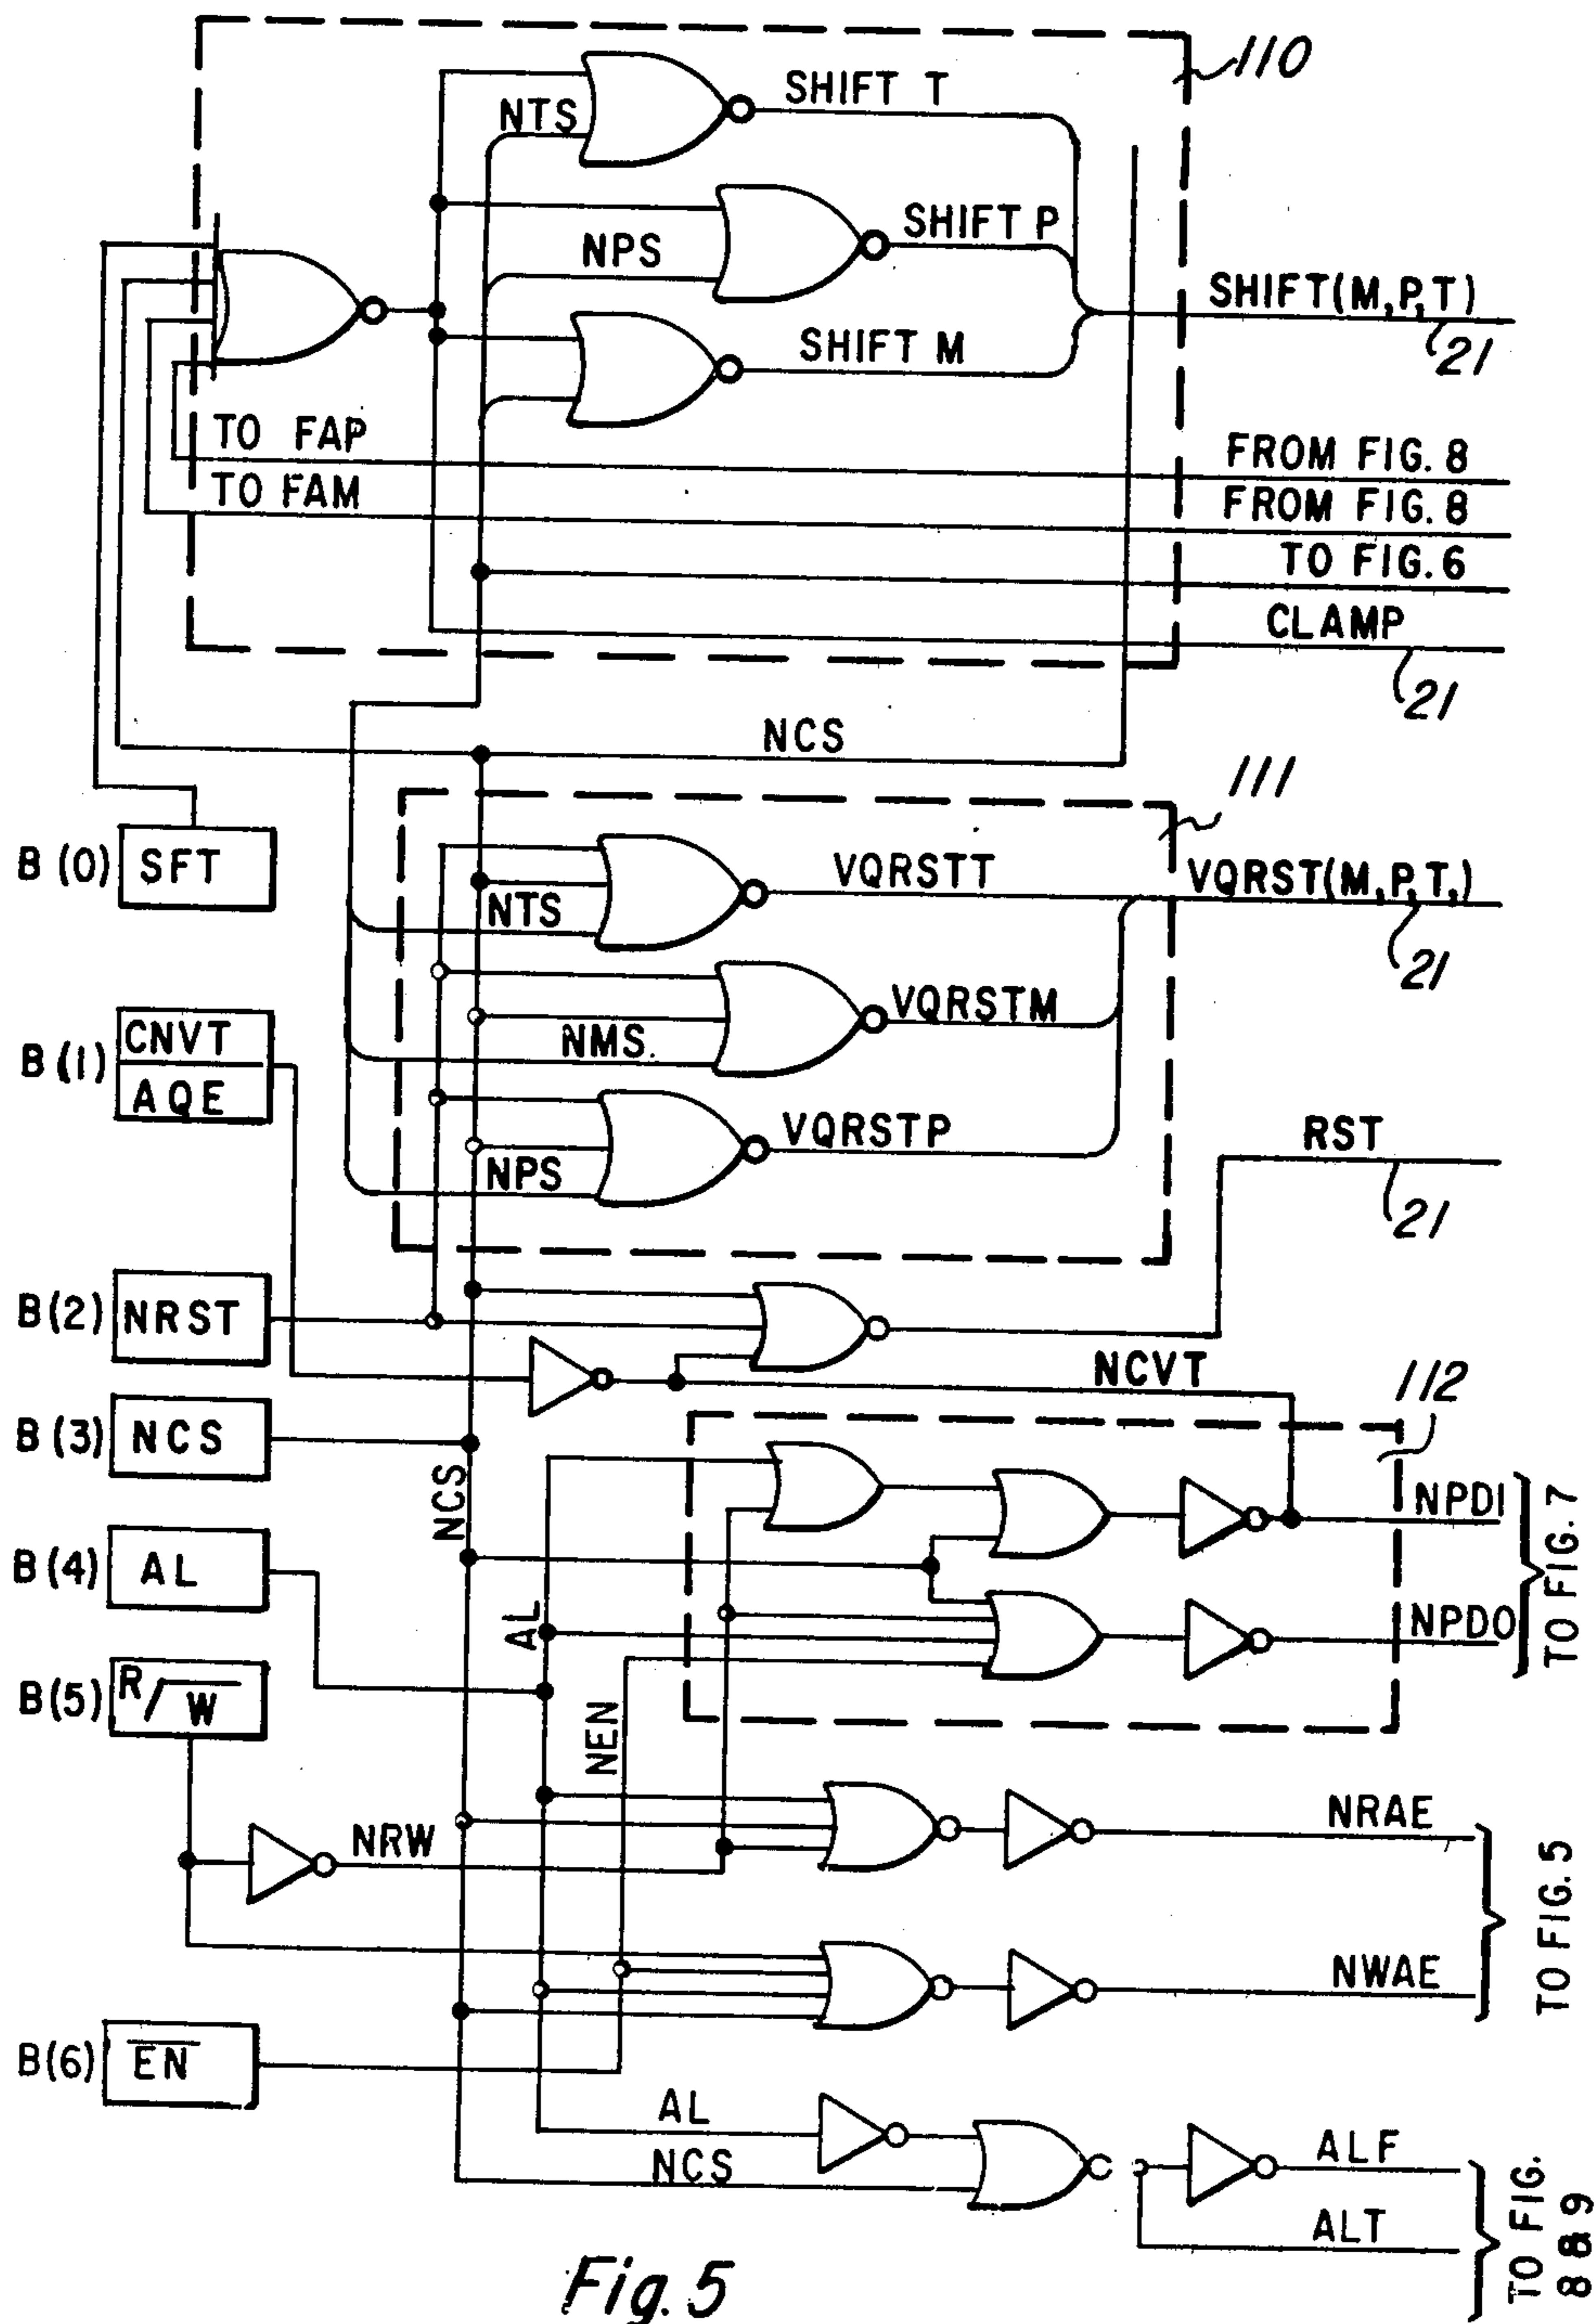 110
SHIFT T
NTS
SHIFT P
NPS
SHIFT(M,P,T)
21
SHIFT M
TO FAP
FROM FIG. 8
TO FAM
FROM FIG. 8
TO FIG. 6
CLAMP
21
NCS
111
B(0) SFT
VQRSTT
VQRST(M,P,T,)
NTS
21
VQRSTM
B(1) CNVT
AQE
NMS.
VQRSTP
RST
NPS
21
B(2) NRST
NCVT
112
B(3) NCS
NCS
NPDI
TO FIG. 7
B(4) AL
AL
NPDO
B(5) R/W
NEN
NRAE
NRW
TO FIG. 5
NWAE
B(6) EN
AL
ALF
NCS
TO FIG. 8 & 9
ALT
Fig. 5